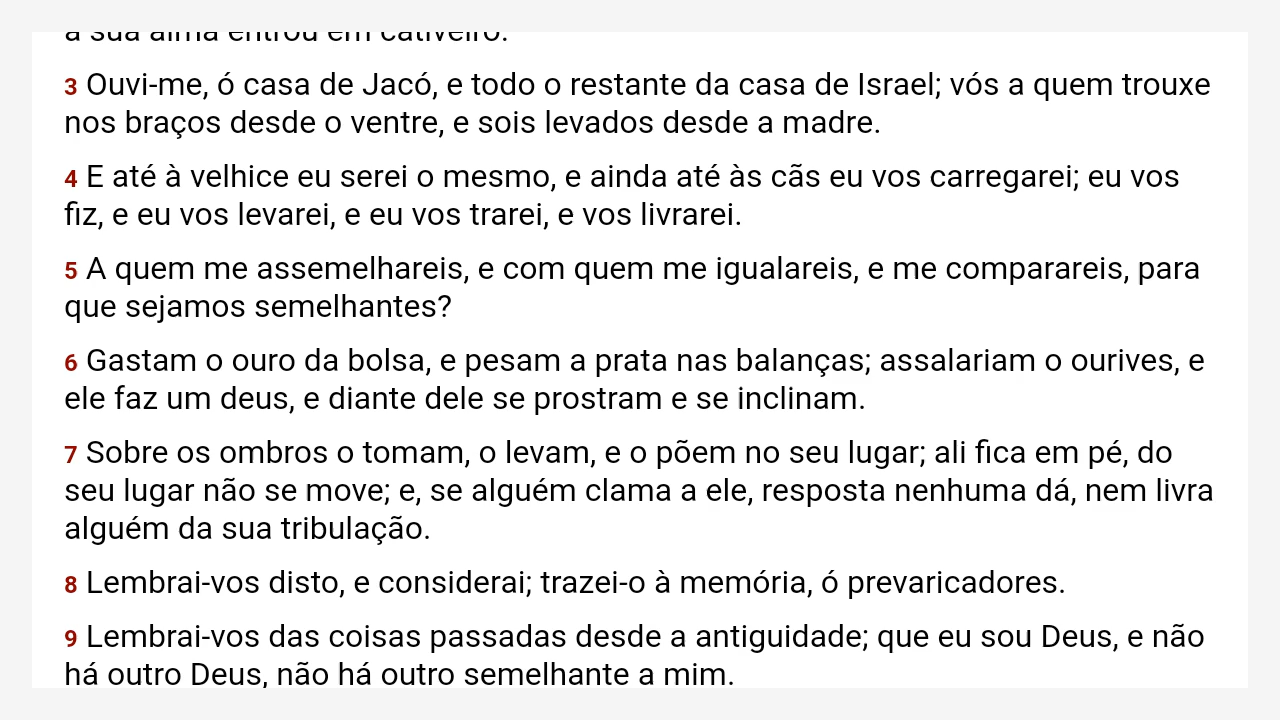 a sua alma entrou em cativeiro.
3 Ouvi-me, ó casa de Jacó, e todo o restante da casa de Israel; vós a quem trouxe
nos braços desde o ventre, e sois levados desde a madre.
4 E até à velhice eu serei o mesmo, e ainda até às cãs eu vos carregarei; eu vos
fiz, e eu vos levarei, e eu vos trarei, e vos livrarei.
5 A quem me assemelhareis, e com quem me igualareis, e me comparareis, para
que sejamos semelhantes?
6 Gastam o ouro da bolsa, e pesam a prata nas balanças; assalariam o ourives, e
ele faz um deus, e diante dele se prostram e se inclinam.
7 Sobre os ombros o tomam, o levam, e o põem no seu lugar; ali fica em pé, do
seu lugar não se move; e, se alguém clama a ele, resposta nenhuma dá, nem livra
alguém da sua tribulação.
8 Lembrai-vos disto, e considerai; trazei-o à memória, ó prevaricadores.
9 Lembrai-vos das coisas passadas desde a antiguidade; que eu sou Deus, e não
há outro Deus, não há outro semelhante a mim.